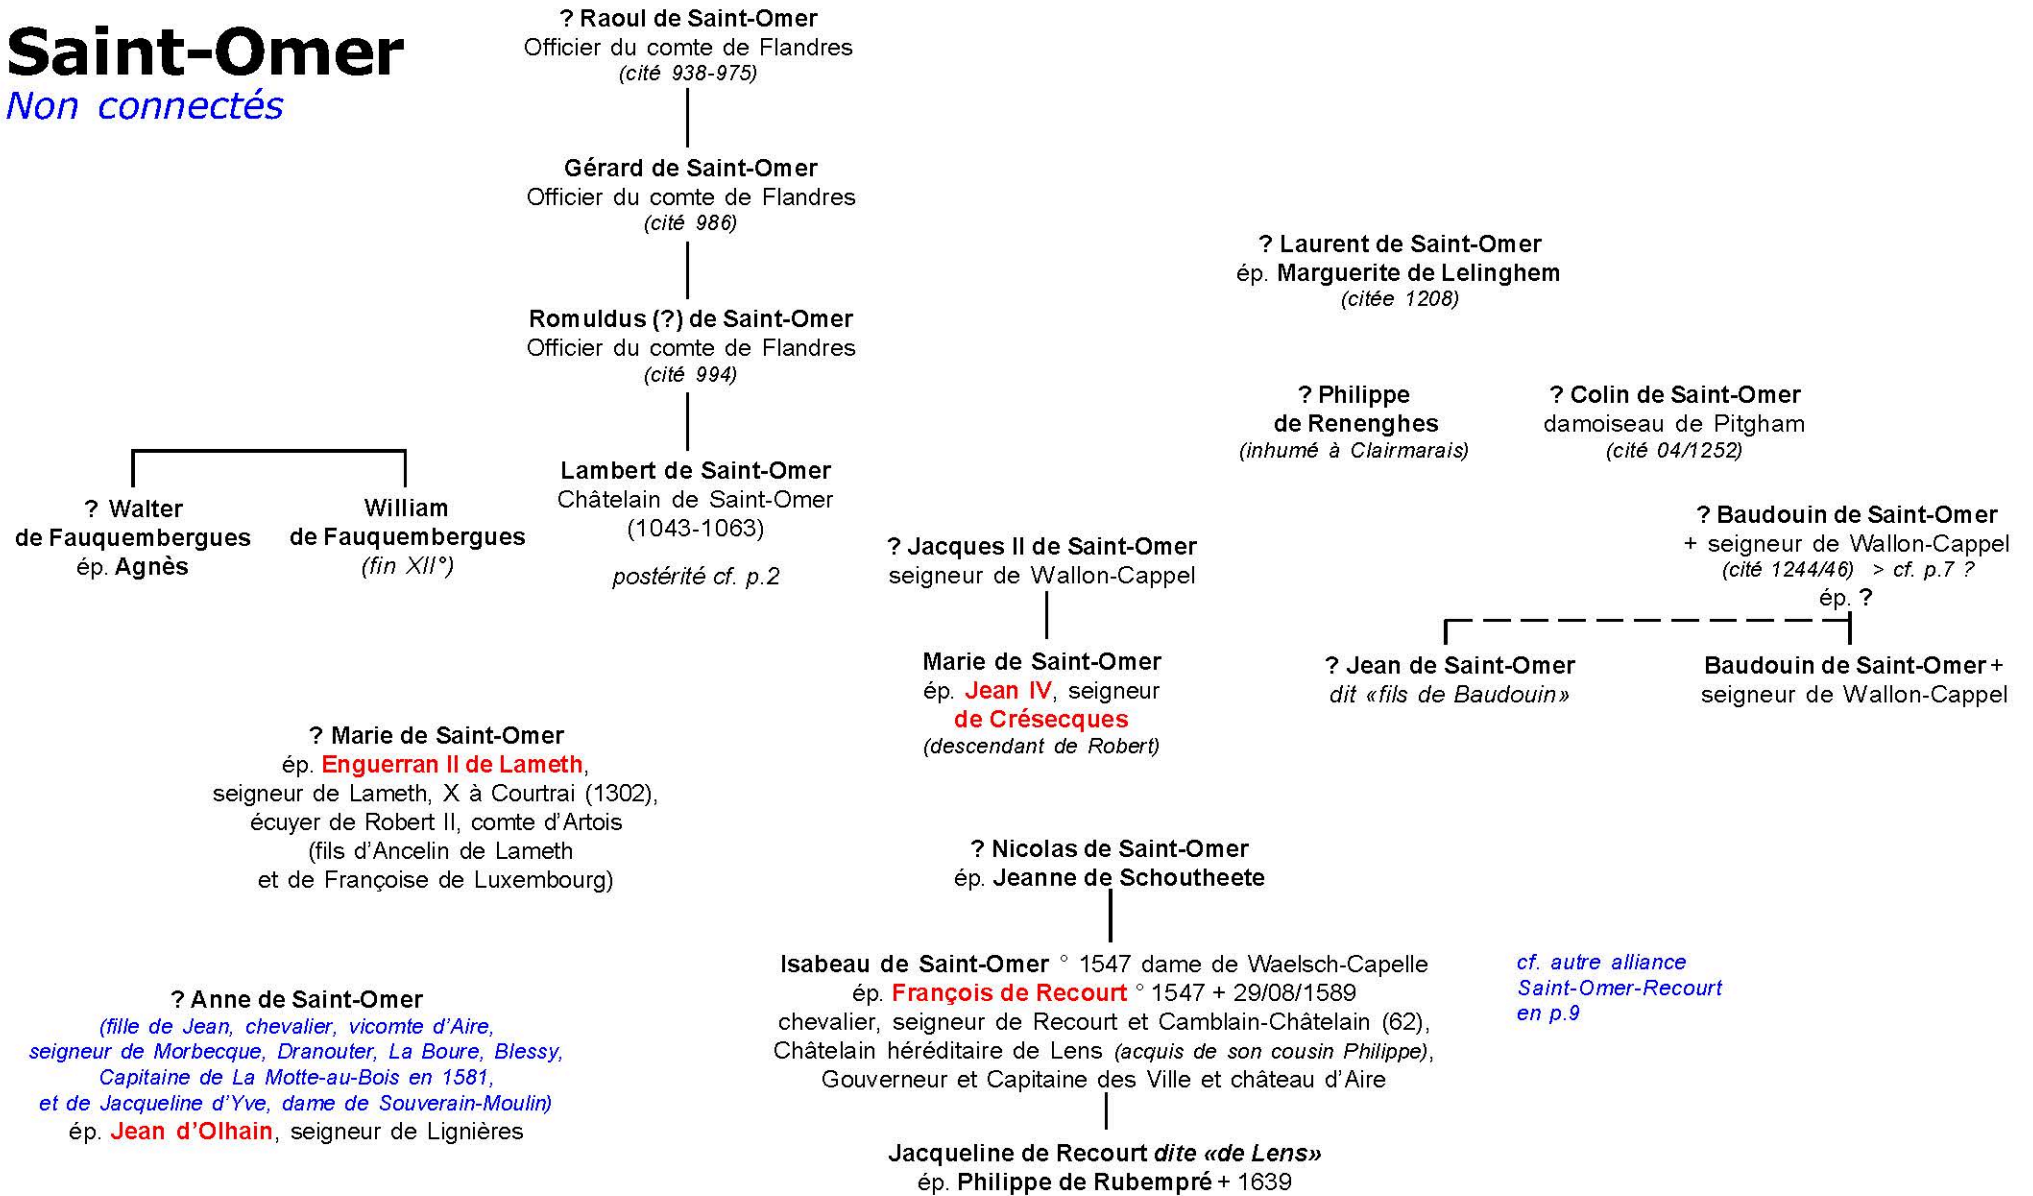 Saint-Omer
Non connectés
? Raoul de Saint-Omer
Officier du comte de Flandres
(cité 938-975)
Gérard de Saint-Omer
Officier du comte de Flandres
(cité 986)
Romuldus (?) de Saint-Omer
Officier du comte de Flandres
(cité 994)
Lambert de Saint-Omer
Châtelain de Saint-Omer
(1043-1063)
postérité cf. p.2
? Walter
de Fauquembergues
ép. Agnès
William
de Fauquembergues
(fin XII°)
? Laurent de Saint-Omer
ép. Marguerite de Lelinghem
(citée 1208)
? Philippe
de Renenghes
(inhumé à Clairmarais)
? Colin de Saint-Omer
damoiseau de Pitgham
(cité 04/1252)
? Jacques II de Saint-Omer
seigneur de Wallon-Cappel
Marie de Saint-Omer
ép. Jean IV, seigneur
de Crésecques
(descendant de Robert)
? Baudouin de Saint-Omer
+ seigneur de Wallon-Cappel
(cité 1244/46) > cf. p.7 ?
ép. ?
? Jean de Saint-Omer
dit «fils de Baudouin»
Baudouin de Saint-Omer +
seigneur de Wallon-Cappel
? Marie de Saint-Omer
ép. Enguerran II de Lameth,
seigneur de Lameth, X à Courtrai (1302),
écuyer de Robert II, comte d'Artois
(fils d'Ancelin de Lameth
et de Françoise de Luxembourg)
? Nicolas de Saint-Omer
ép. Jeanne de Schoutheete
Isabeau de Saint-Omer ° 1547 dame de Waelsch-Capelle
ép. François de Recourt ° 1547 + 29/08/1589
chevalier, seigneur de Recourt et Camblain-Châtelain (62),
Châtelain héréditaire de Lens (acquis de son cousin Philippe),
Gouverneur et Capitaine des Ville et château d'Aire
cf. autre alliance
Saint-Omer-Recourt
en p.9
Jacqueline de Recourt dite «de Lens»
ép. Philippe de Rubempré + 1639
? Anne de Saint-Omer
(fille de Jean, chevalier, vicomte d'Aire,
seigneur de Morbecque, Dranouter, La Boure, Blessy,
Capitaine de La Motte-au-Bois en 1581,
et de Jacqueline d'Yve, dame de Souverain-Moulin)
ép. Jean d'Olhain, seigneur de Lignières